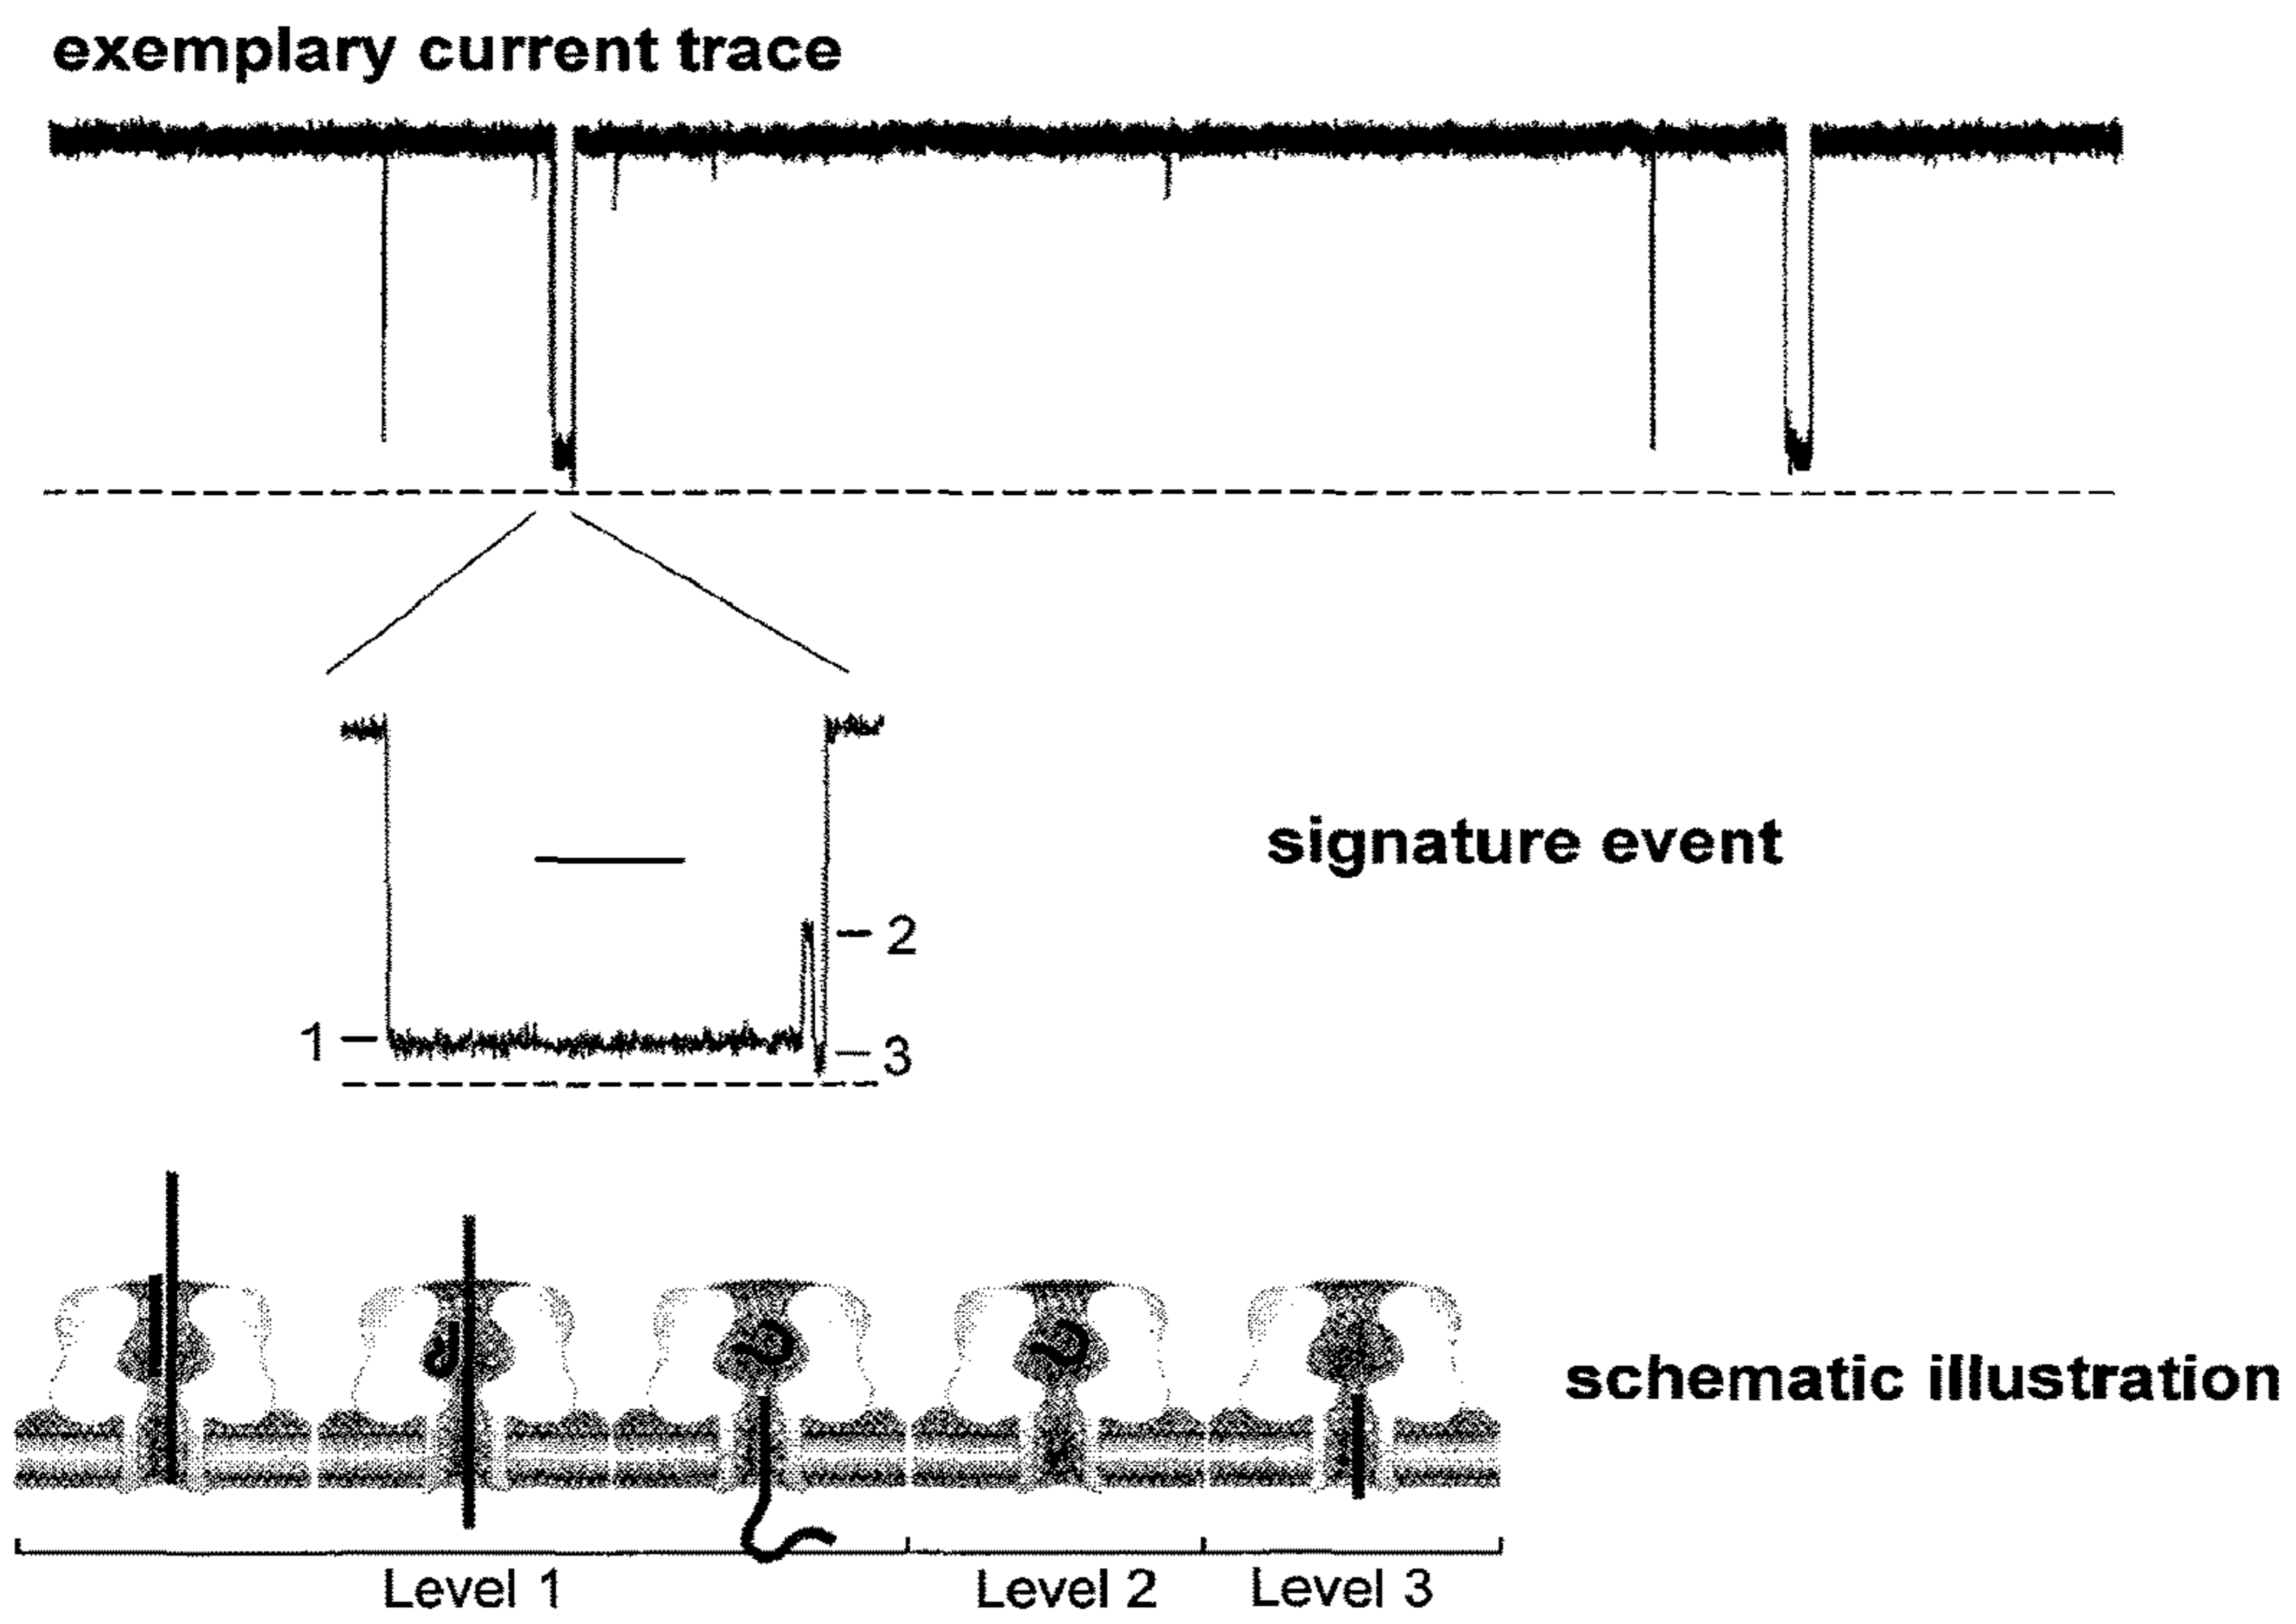 exemplary current trace
signature event
2
1
3
schematic illustration
Level 1
Level 2
Level 3